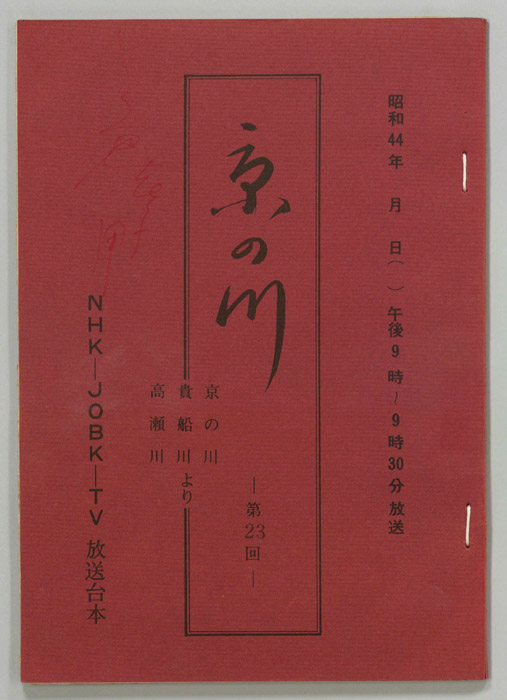 昭和44年 月 日( )午後9時〜9時30分放送
京の川
―第23回―
京の川
貴船川より
高瀬川
NHK―JOBK―TV 放送台本